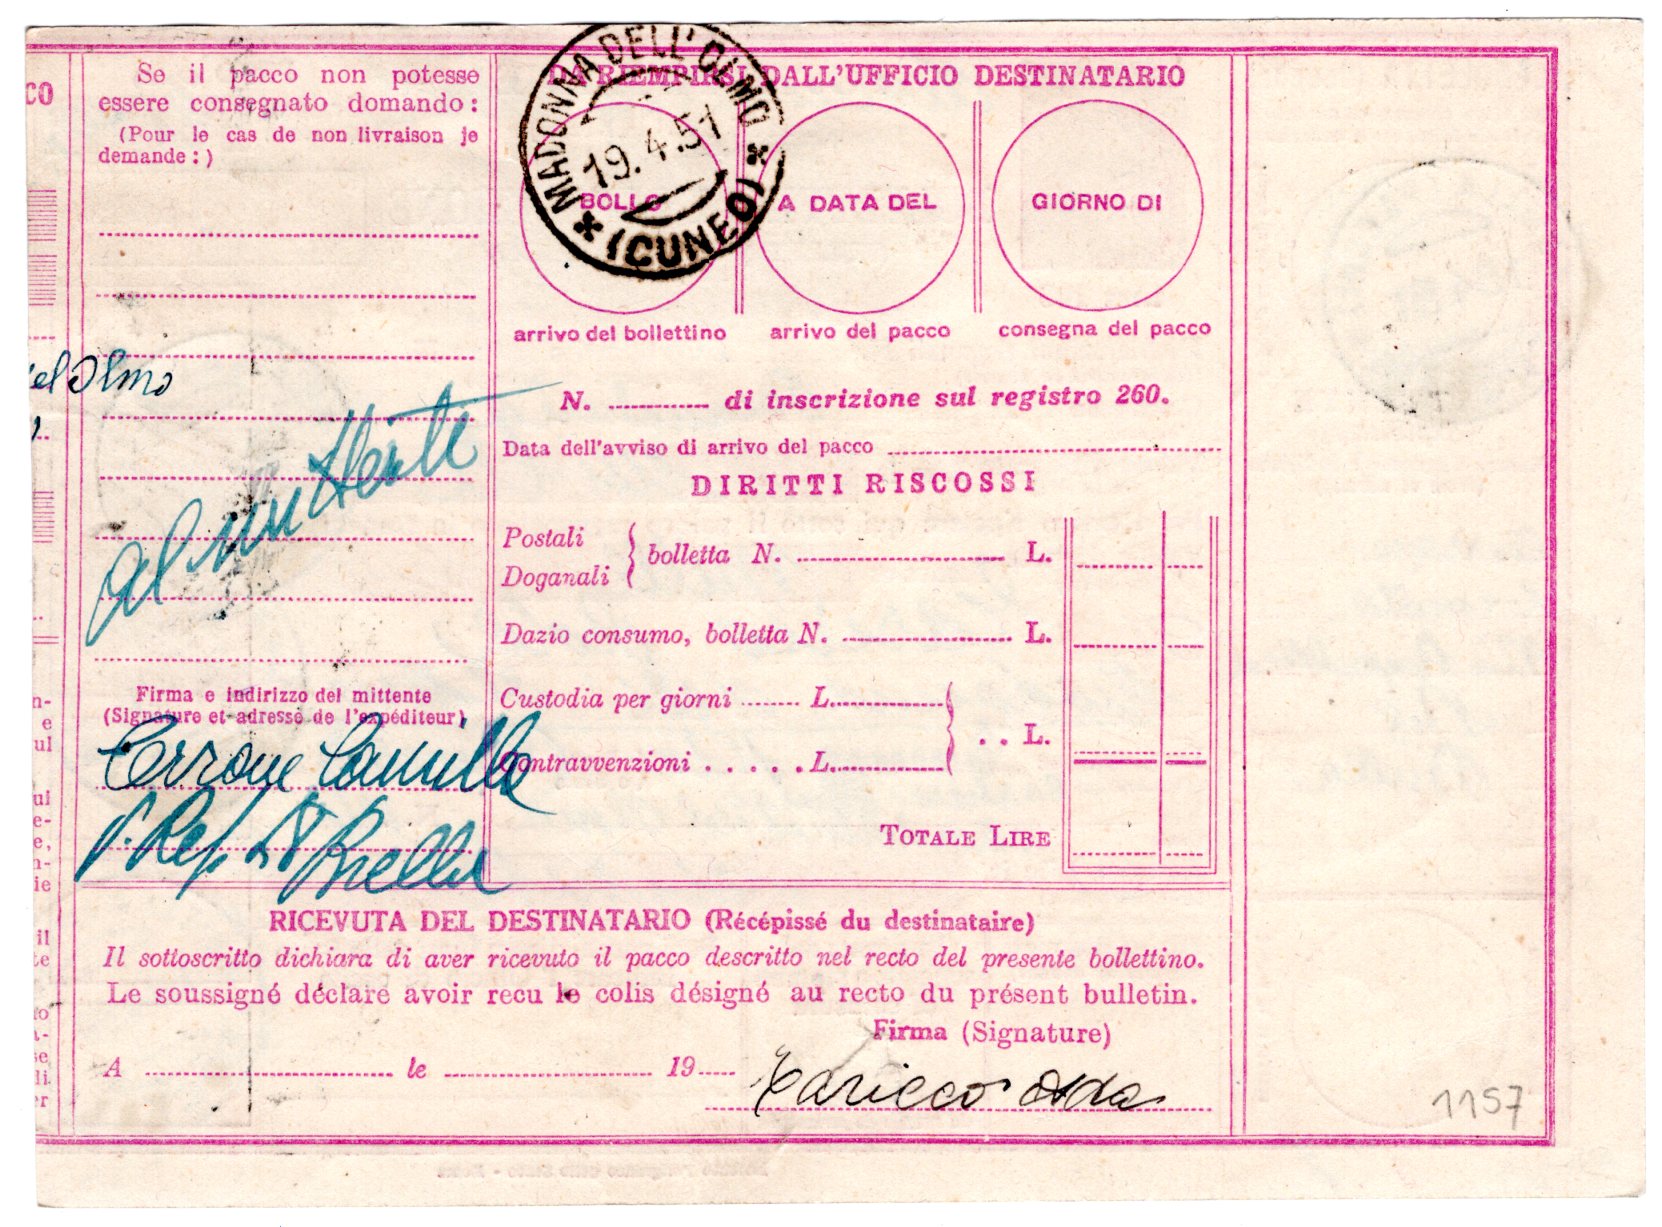 CO
Se il pacco non potesse
essere consegnato domando:
(Pour le cas de non livraison je
demande:)
el Olmo
al mittente
Firma e indirizzo del mittente
(Signature et adresse de l'expéditeur)
Cerrone Camilla
Biella
DA RIEMPIRSI DALL'UFFICIO DESTINATARIO
MADONNA DELL'OLMO
19.4.51
(CUNEO)
BOLLO
A DATA DEL
GIORNO DI
arrivo del bollettino
arrivo del pacco
consegna del pacco
N. di inscrizione sul registro 260.
Data dell'avviso di arrivo del pacco
DIRITTI RISCOSSI
Postali
Doganali
bolletta N. L.
Dazio consumo, bolletta N. L.
Custodia per giorni L.
Contravvenzioni . . . . . L.
. . L.
TOTALE LIRE
RICEVUTA DEL DESTINATARIO (Récépissé du destinataire)
Il sottoscritto dichiara di aver ricevuto il pacco descritto nel recto del presente bollettino.
Le soussigné déclare avoir recu le colis désigné au recto du présent bulletin.
Firma (Signature)
A le 19
Taricco Ada
1157